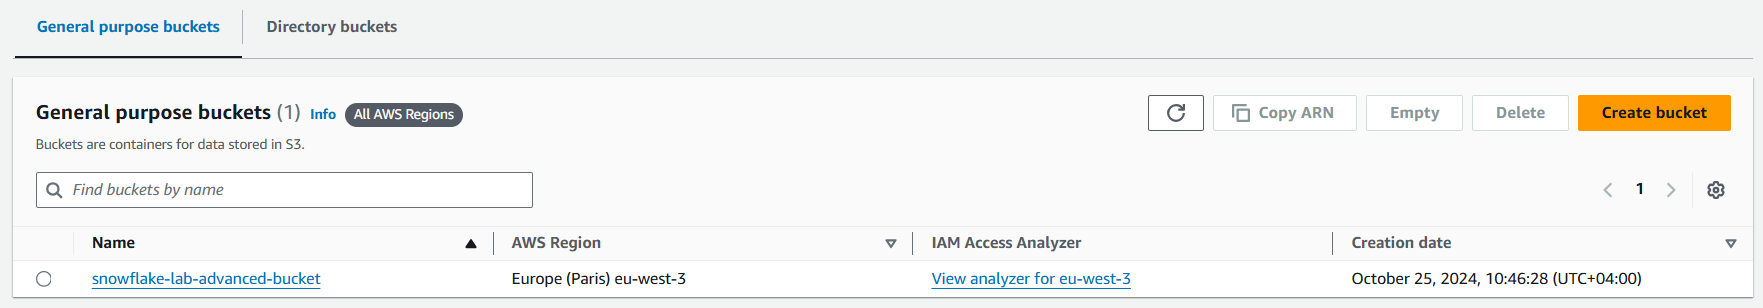 General purpose buckets Directory buckets
General purpose buckets (1) Info All AWS Regions Copy ARN Empty Delete Create bucket
Buckets are containers for data stored in S3.
Find buckets by name 1
Name AWS Region IAM Access Analyzer Creation date
snowflake-lab-advanced-bucket Europe (Paris) eu-west-3 View analyzer for eu-west-3 October 25, 2024, 10:46:28 (UTC+04:00)